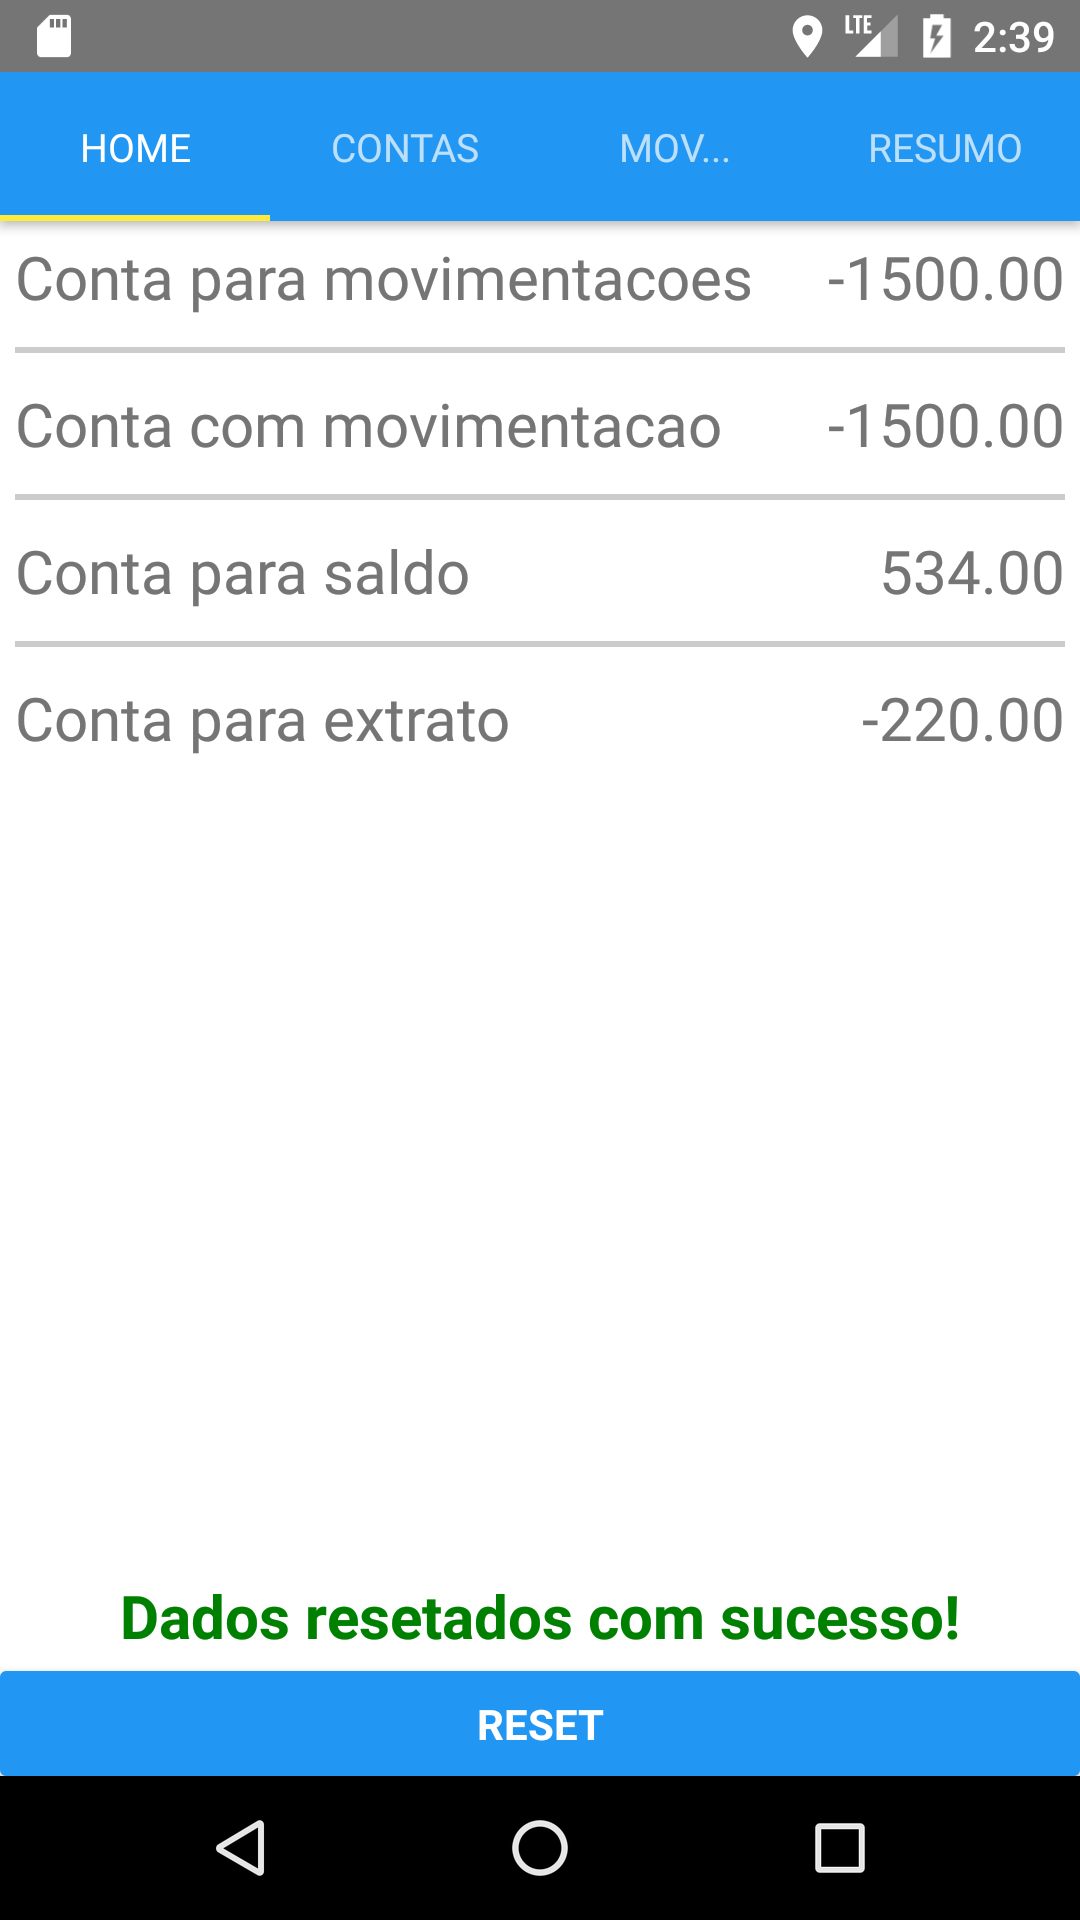 LTE 2:39
HOME CONTAS MOV... RESUMO
Conta para movimentacoes -1500.00
Conta com movimentacao -1500.00
Conta para saldo 534.00
Conta para extrato -220.00
Dados resetados com sucesso!
RESET